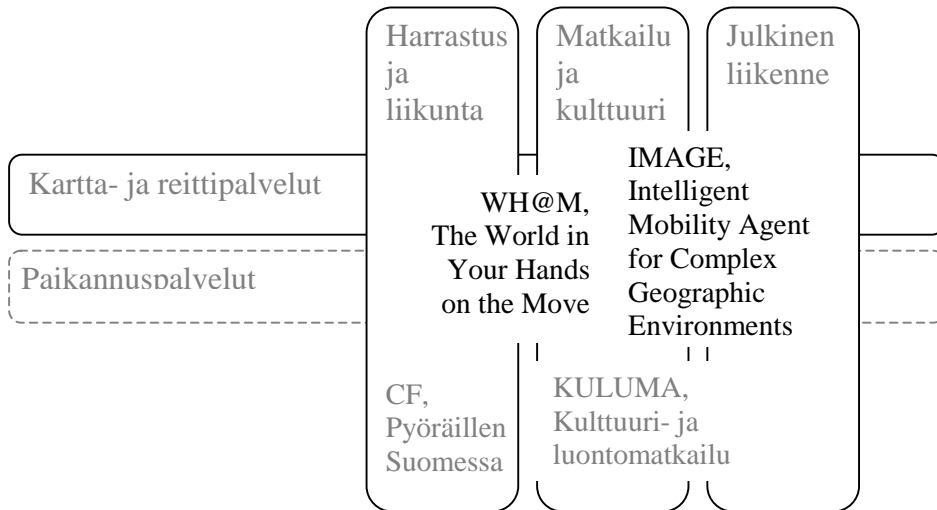 Harrastus
ja
liikunta
Matkailu
ja
kulttuuri
Julkinen
liikenne
Kartta- ja reittipalvelut
Paikannuspalvelut
WH@M,
The World in
Your Hands
on the Move
IMAGE,
Intelligent
Mobility Agent
for Complex
Geographic
Environments
CF,
Pyöräillen
Suomessa
KULUMA,
Kulttuuri- ja
luontomatkailu